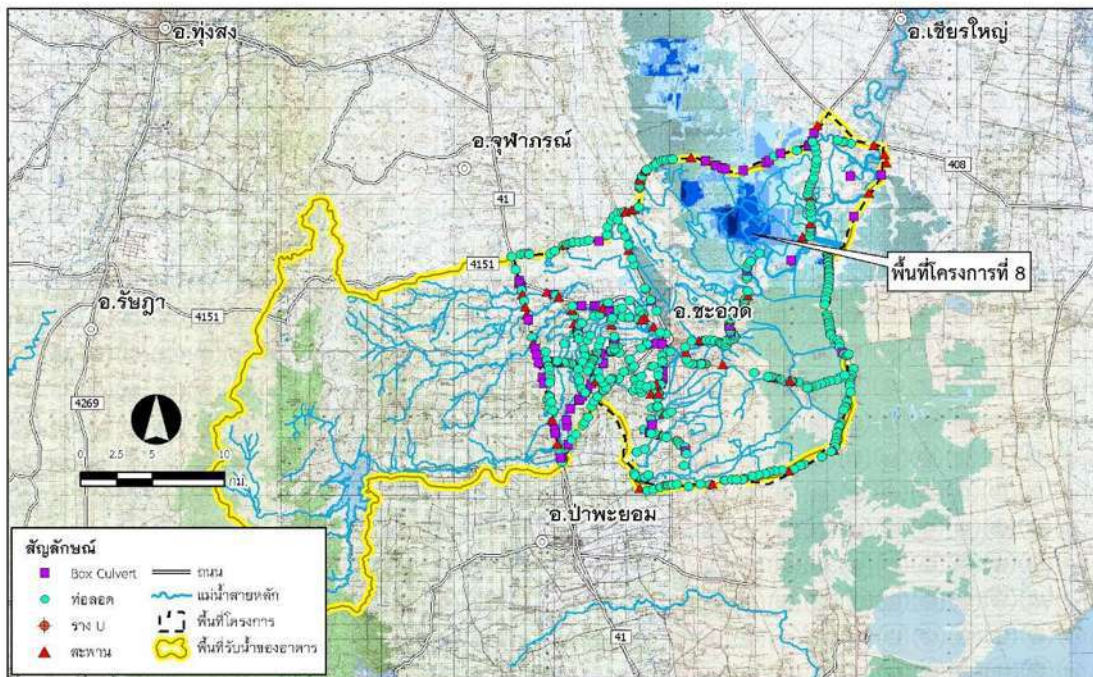 อ.ทุ่งสง
อ.เชียรใหญ่
อ.จุฬาภรณ์
408
41
4151
พื้นที่โครงการที่ 8
อ.รัษฎา
4151
อ.ชะอวด
4269
0 2.5 5 10
กม.
อ.ป่าพะยอม
41
สัญลักษณ์
Box Culvert
ท่อลอด
ราง U
สะพาน
ถนน
แม่น้ำสายหลัก
พื้นที่โครงการ
พื้นที่รับน้ำของอาคาร